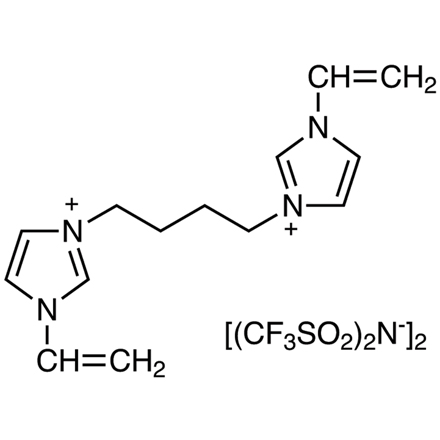 CH=CH₂
N
N
+
+
N
N
CH=CH₂
[(CF₃SO₂)₂N⁻]₂